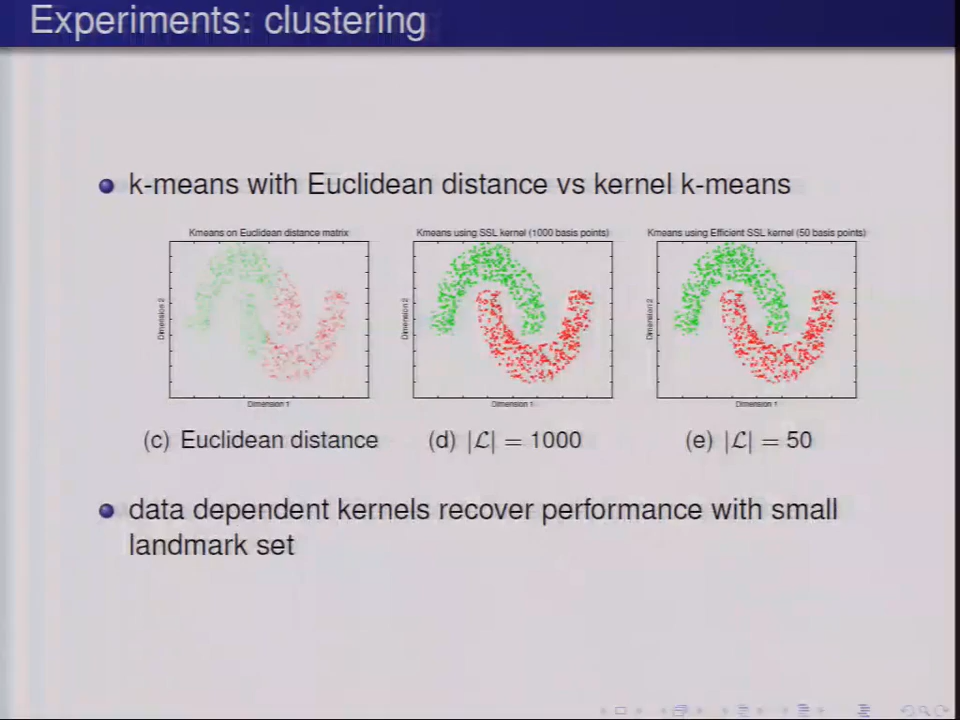 Experiments: clustering
k-means with Euclidean distance vs kernel k-means
Kmeans on Euclidean distance matrix
Dimension 2
Dimension 1
(c) Euclidean distance
Kmeans using SSL kernel (1000 basis points)
Dimension 2
Dimension 1
(d) |ℒ| = 1000
Kmeans using Efficient SSL kernel (50 basis points)
Dimension 2
Dimension 1
(e) |ℒ| = 50
data dependent kernels recover performance with small
landmark set